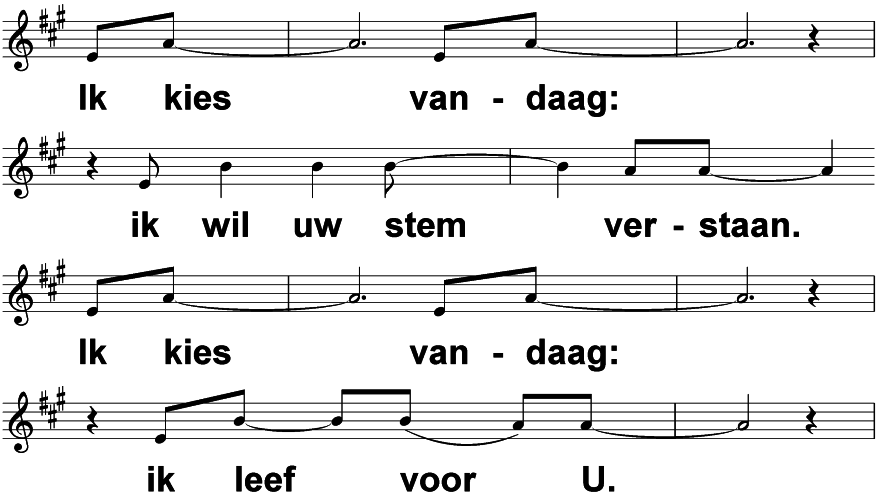 Ik kies van - daag:
ik wil uw stem ver - staan.
Ik kies van - daag:
ik leef voor U.